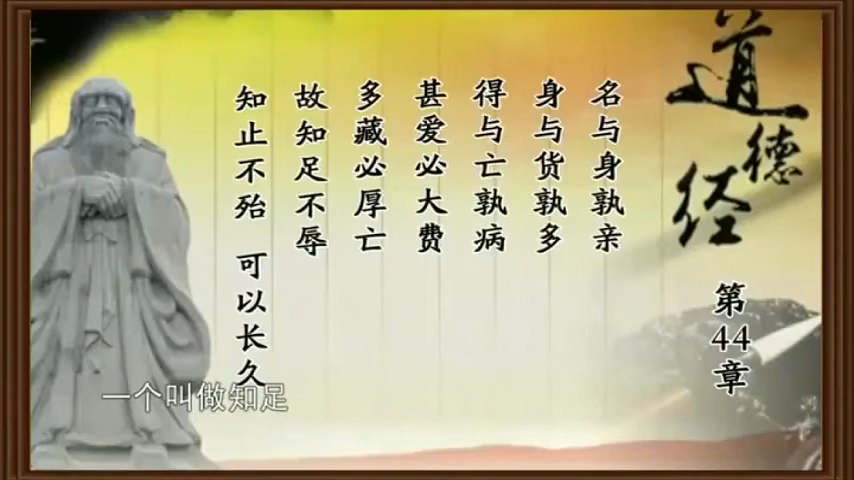 道德经
第44章
名与身孰亲
身与货孰多
得与亡孰病
甚爱必大费
多藏必厚亡
故知足不辱
知止不殆 可以长久
一个叫做知足